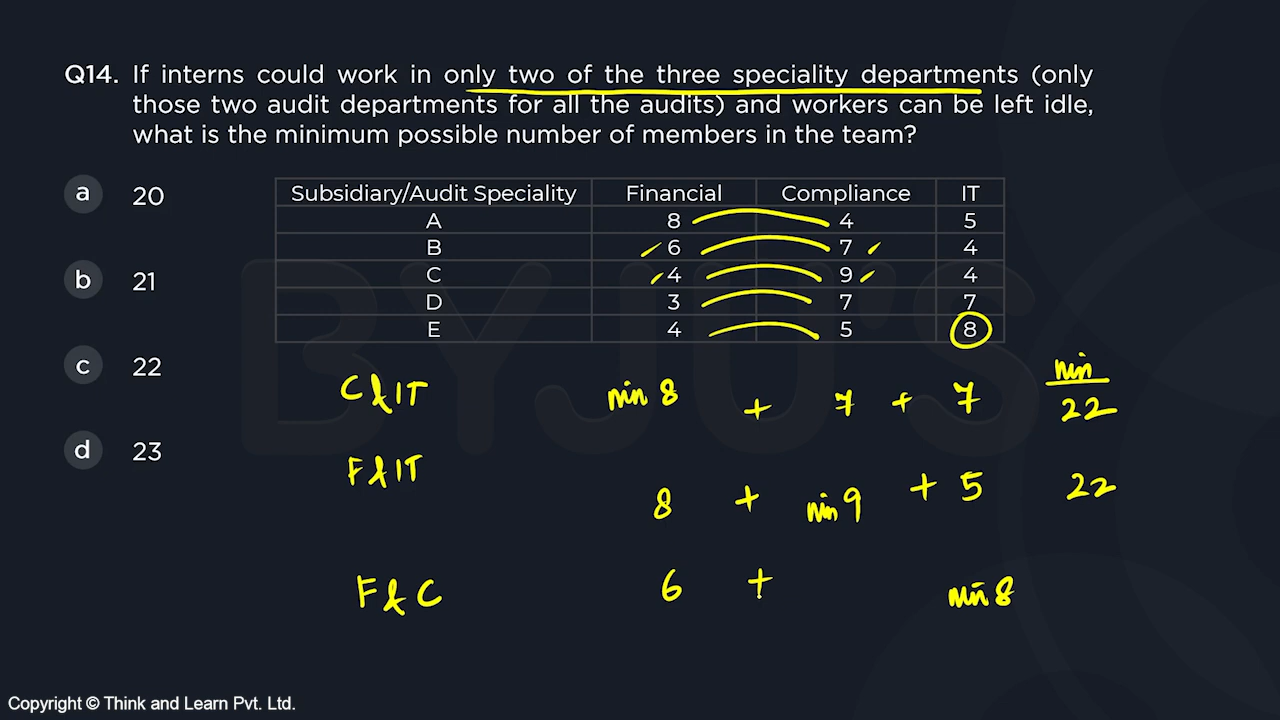 Q14. If interns could work in only two of the three speciality departments (only
those two audit departments for all the audits) and workers can be left idle,
what is the minimum possible number of members in the team?
a 20
b 21
c 22
d 23
Subsidiary/Audit Speciality Financial Compliance IT
A 8 4 5
B 6 7 4
C 4 9 4
D 3 7 7
E 4 5 8
BYJU'S
min
C & IT min 8 + 7 + 7 22
F & IT 8 + min 9 + 5 22
F & C 6 + min 8
Copyright © Think and Learn Pvt. Ltd.